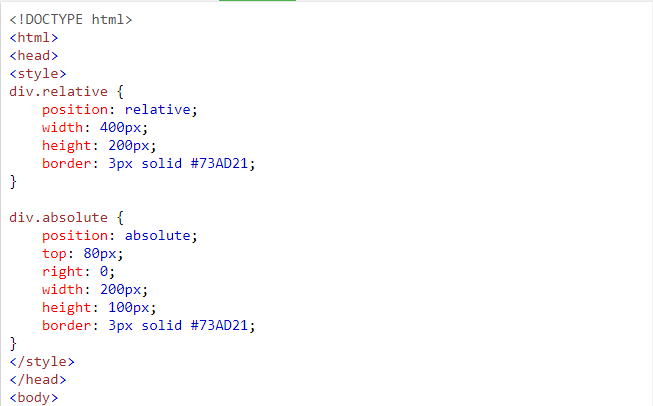 <!DOCTYPE html>
<html>
<head>
<style>
div.relative {
    position: relative;
    width: 400px;
    height: 200px;
    border: 3px solid #73AD21;
}

div.absolute {
    position: absolute;
    top: 80px;
    right: 0;
    width: 200px;
    height: 100px;
    border: 3px solid #73AD21;
}
</style>
</head>
<body>